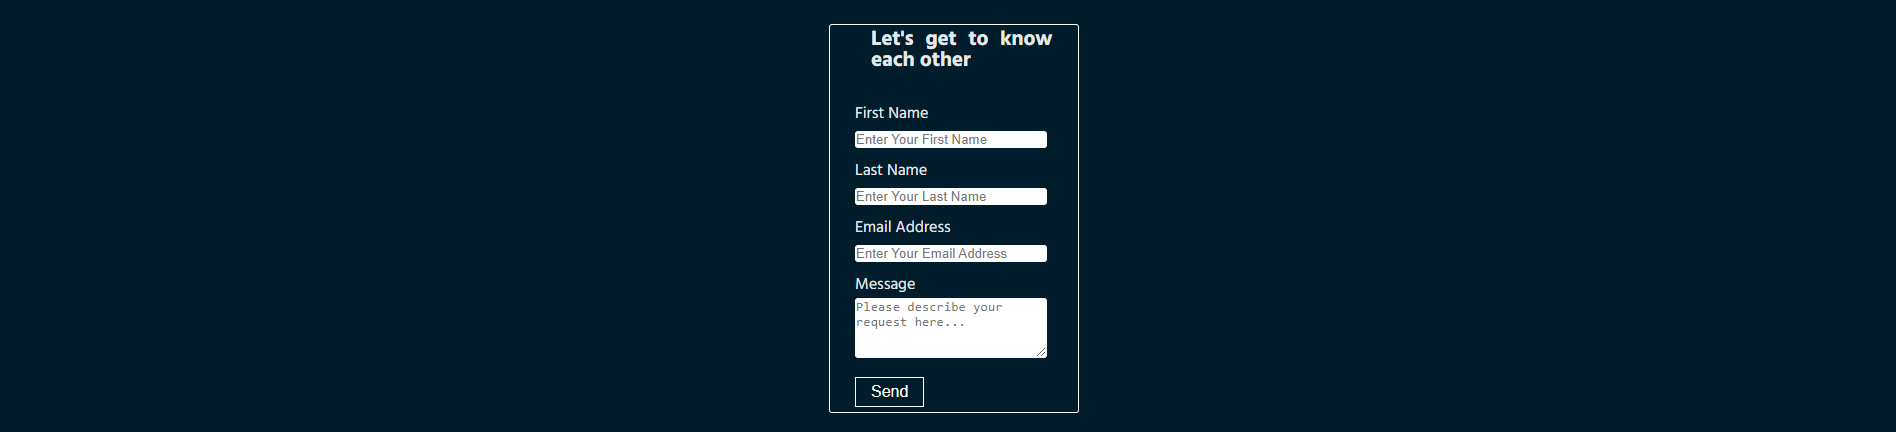 Let's get to know
each other
First Name
Enter Your First Name
Last Name
Enter Your Last Name
Email Address
Enter Your Email Address
Message
Please describe your
request here...
Send